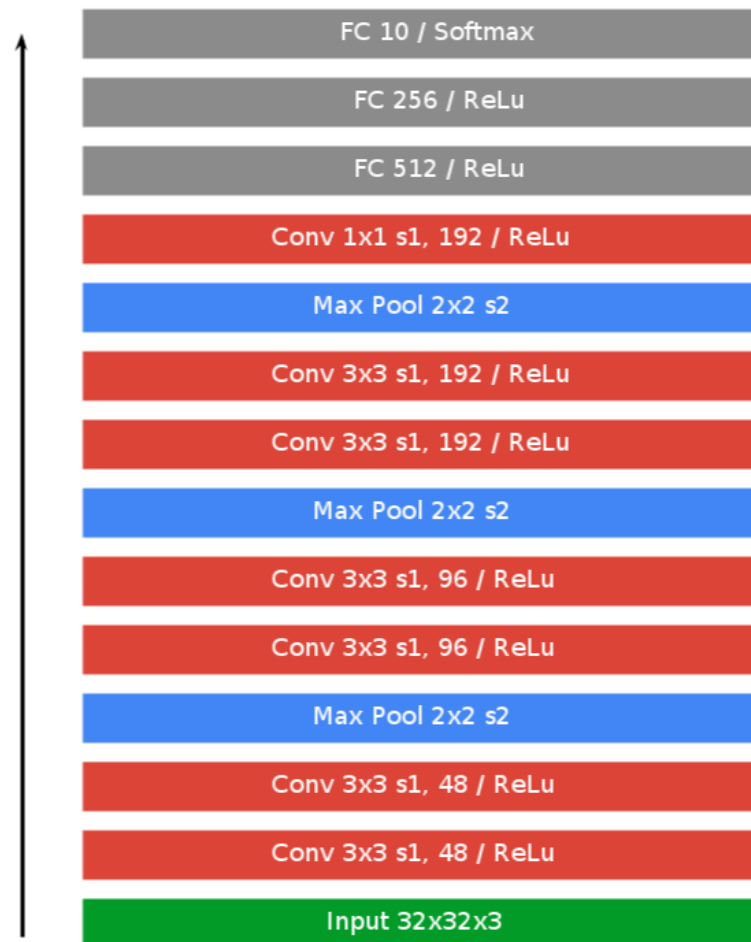 FC 10 / Softmax
FC 256 / ReLu
FC 512 / ReLu
Conv 1x1 s1, 192 / ReLu
Max Pool 2x2 s2
Conv 3x3 s1, 192 / ReLu
Conv 3x3 s1, 192 / ReLu
Max Pool 2x2 s2
Conv 3x3 s1, 96 / ReLu
Conv 3x3 s1, 96 / ReLu
Max Pool 2x2 s2
Conv 3x3 s1, 48 / ReLu
Conv 3x3 s1, 48 / ReLu
Input 32x32x3